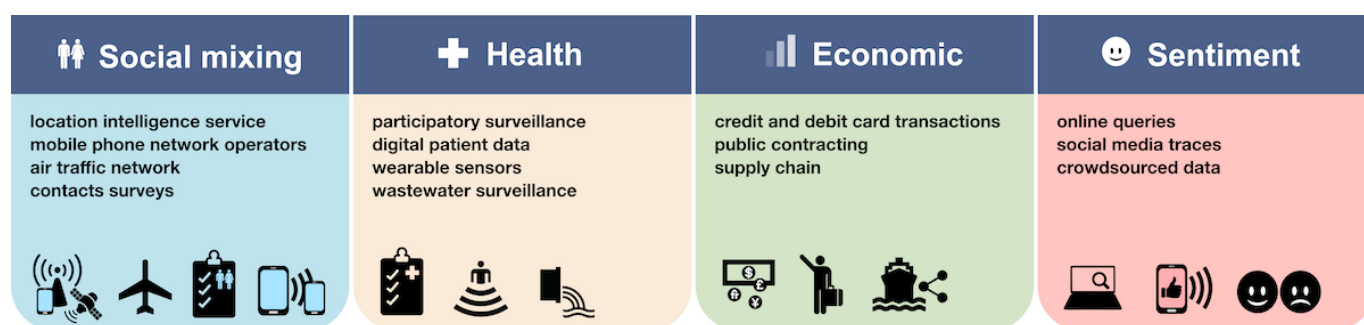 Social mixing
location intelligence service
mobile phone network operators
air traffic network
contacts surveys
Health
participatory surveillance
digital patient data
wearable sensors
wastewater surveillance
Economic
credit and debit card transactions
public contracting
supply chain
$
£
¥
Sentiment
online queries
social media traces
crowdsourced data